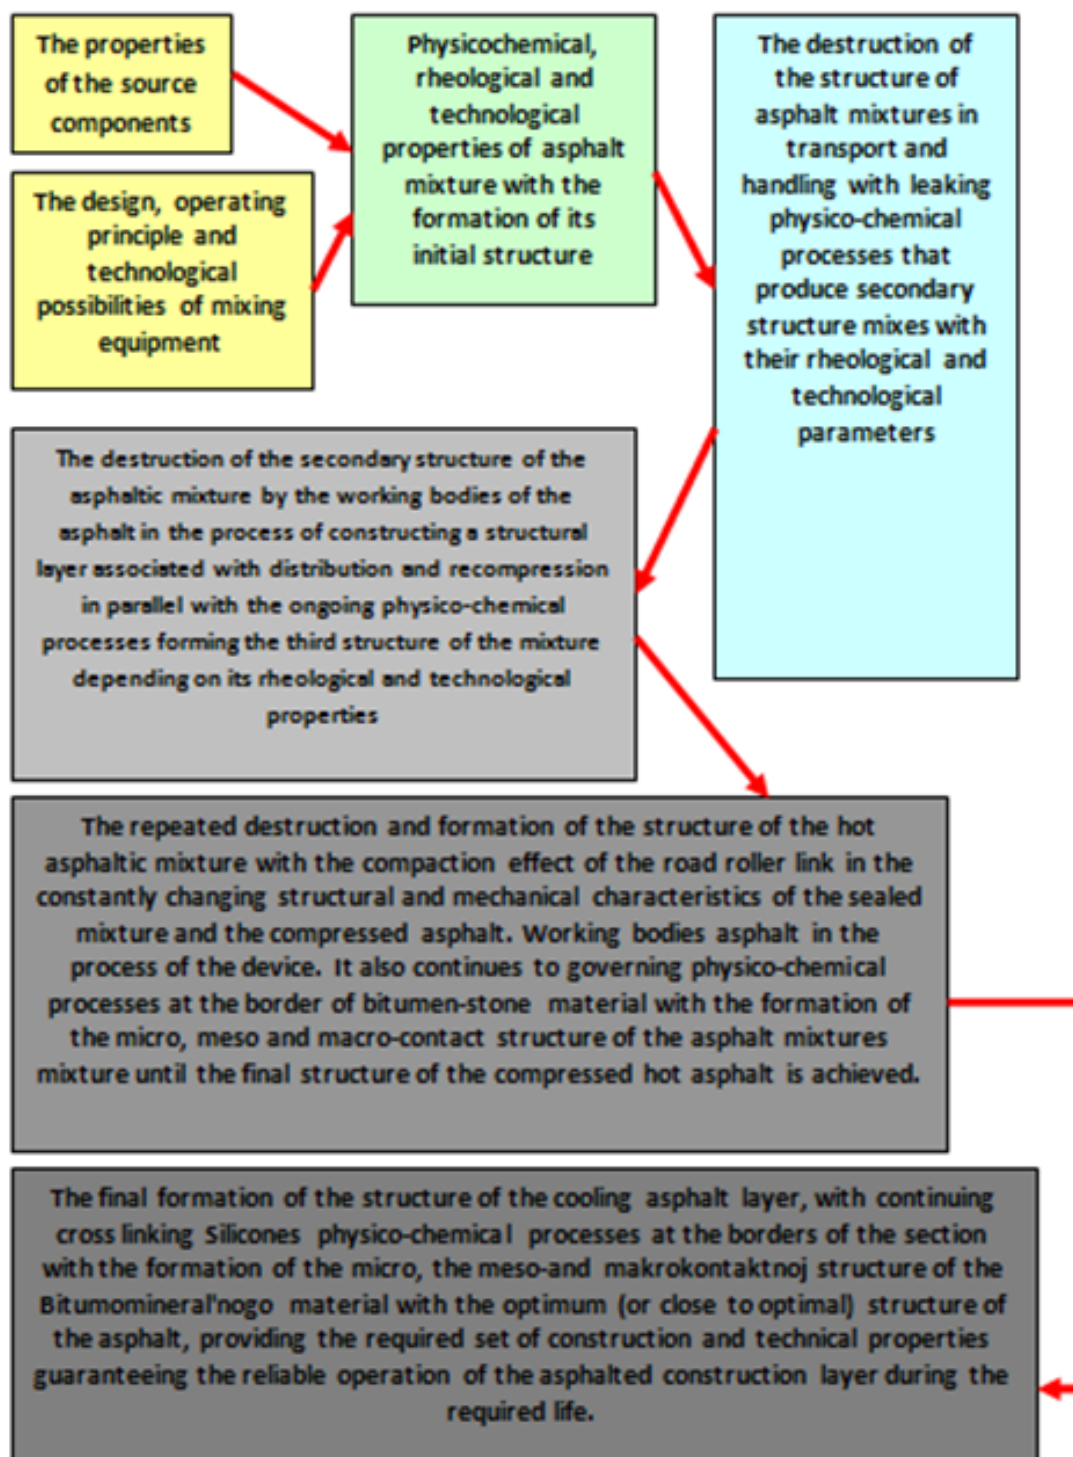 The properties
of the source
components
The design, operating
principle and
technological
possibilities of mixing
equipment
Physicochemical,
rheological and
technological
properties of asphalt
mixture with the
formation of its
initial structure
The destruction of
the structure of
asphalt mixtures in
transport and
handling with leaking
physico-chemical
processes that
produce secondary
structure mixes with
their rheological and
technological
parameters
The destruction of the secondary structure of the
asphaltic mixture by the working bodies of the
asphalt in the process of constructing a structural
layer associated with distribution and recompression
in parallel with the ongoing physico-chemical
processes forming the third structure of the mixture
depending on its rheological and technological
properties
The repeated destruction and formation of the structure of the hot
asphaltic mixture with the compaction effect of the road roller link in the
constantly changing structural and mechanical characteristics of the sealed
mixture and the compressed asphalt. Working bodies asphalt in the
process of the device. It also continues to governing physico-chemical
processes at the border of bitumen-stone material with the formation of
the micro, meso and macro-contact structure of the asphalt mixtures
mixture until the final structure of the compressed hot asphalt is achieved.
The final formation of the structure of the cooling asphalt layer, with continuing
cross linking Silicones physico-chemical processes at the borders of the section
with the formation of the micro, the meso-and makrokontaktnoj structure of the
Bitumomineral'nogo material with the optimum (or close to optimal) structure of
the asphalt, providing the required set of construction and technical properties
guaranteeing the reliable operation of the asphalted construction layer during the
required life.